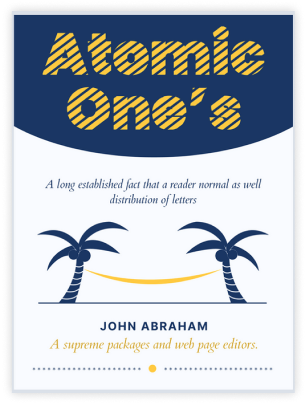 Atomic
One's
A long established fact that a reader normal as well
distribution of letters
JOHN ABRAHAM
A supreme packages and web page editors.